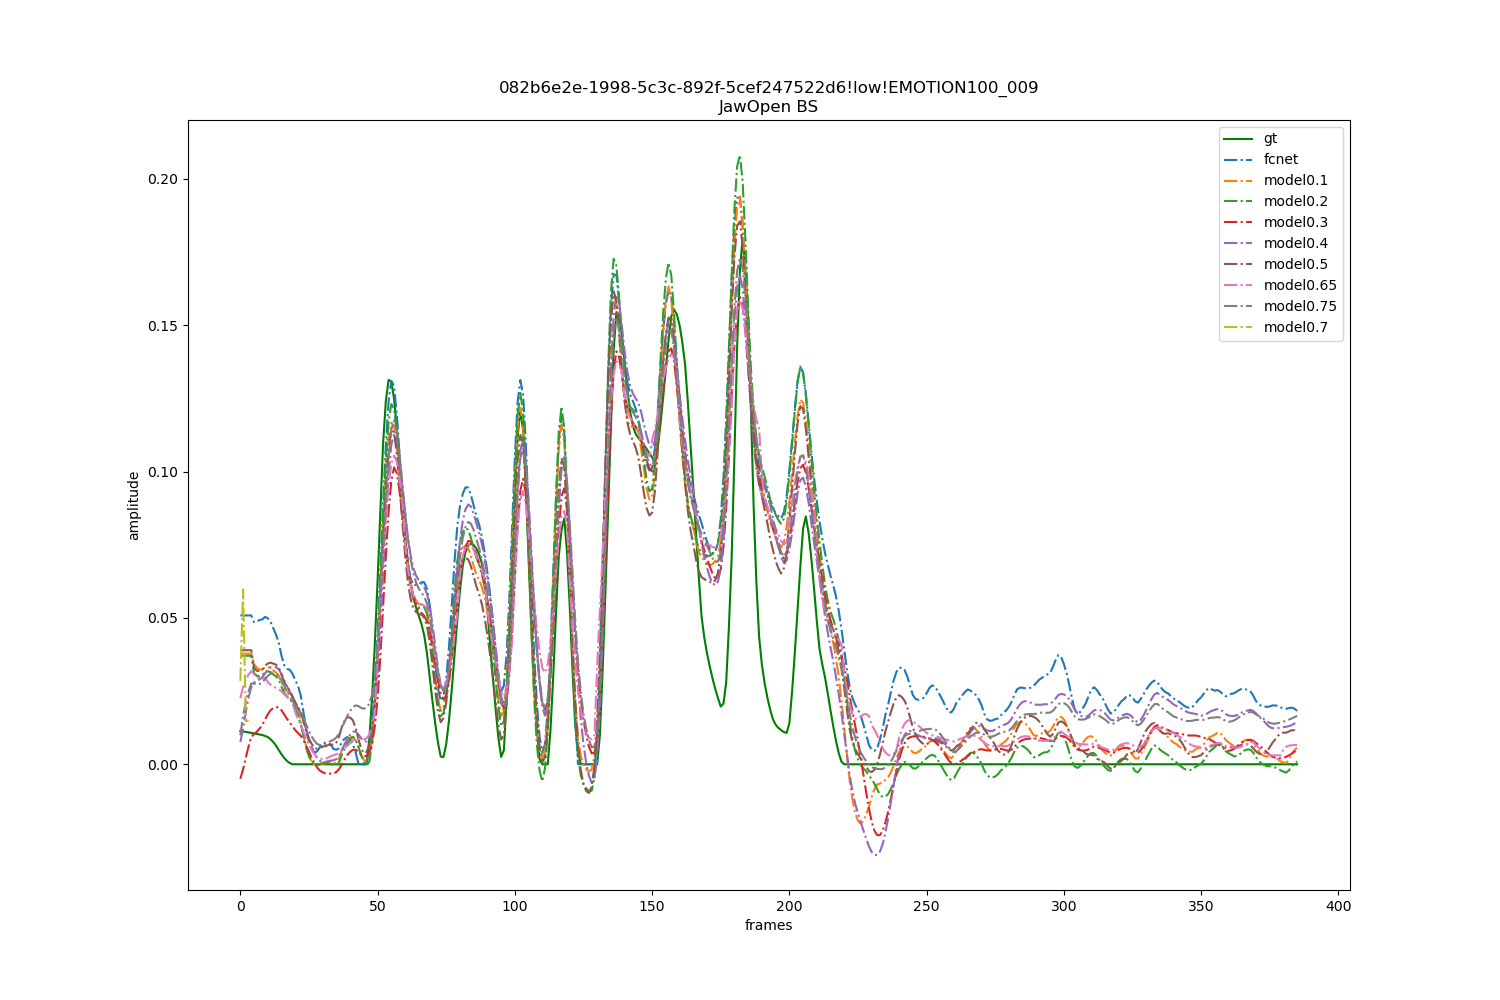 082b6e2e-1998-5c3c-892f-5cef247522d6!low!EMOTION100_009
JawOpen BS
gt
fcnet
model0.1
model0.2
model0.3
model0.4
model0.5
model0.65
model0.75
model0.7
0.20
0.15
0.10
0.05
0.00
amplitude
0
50
100
150
200
250
300
350
400
frames